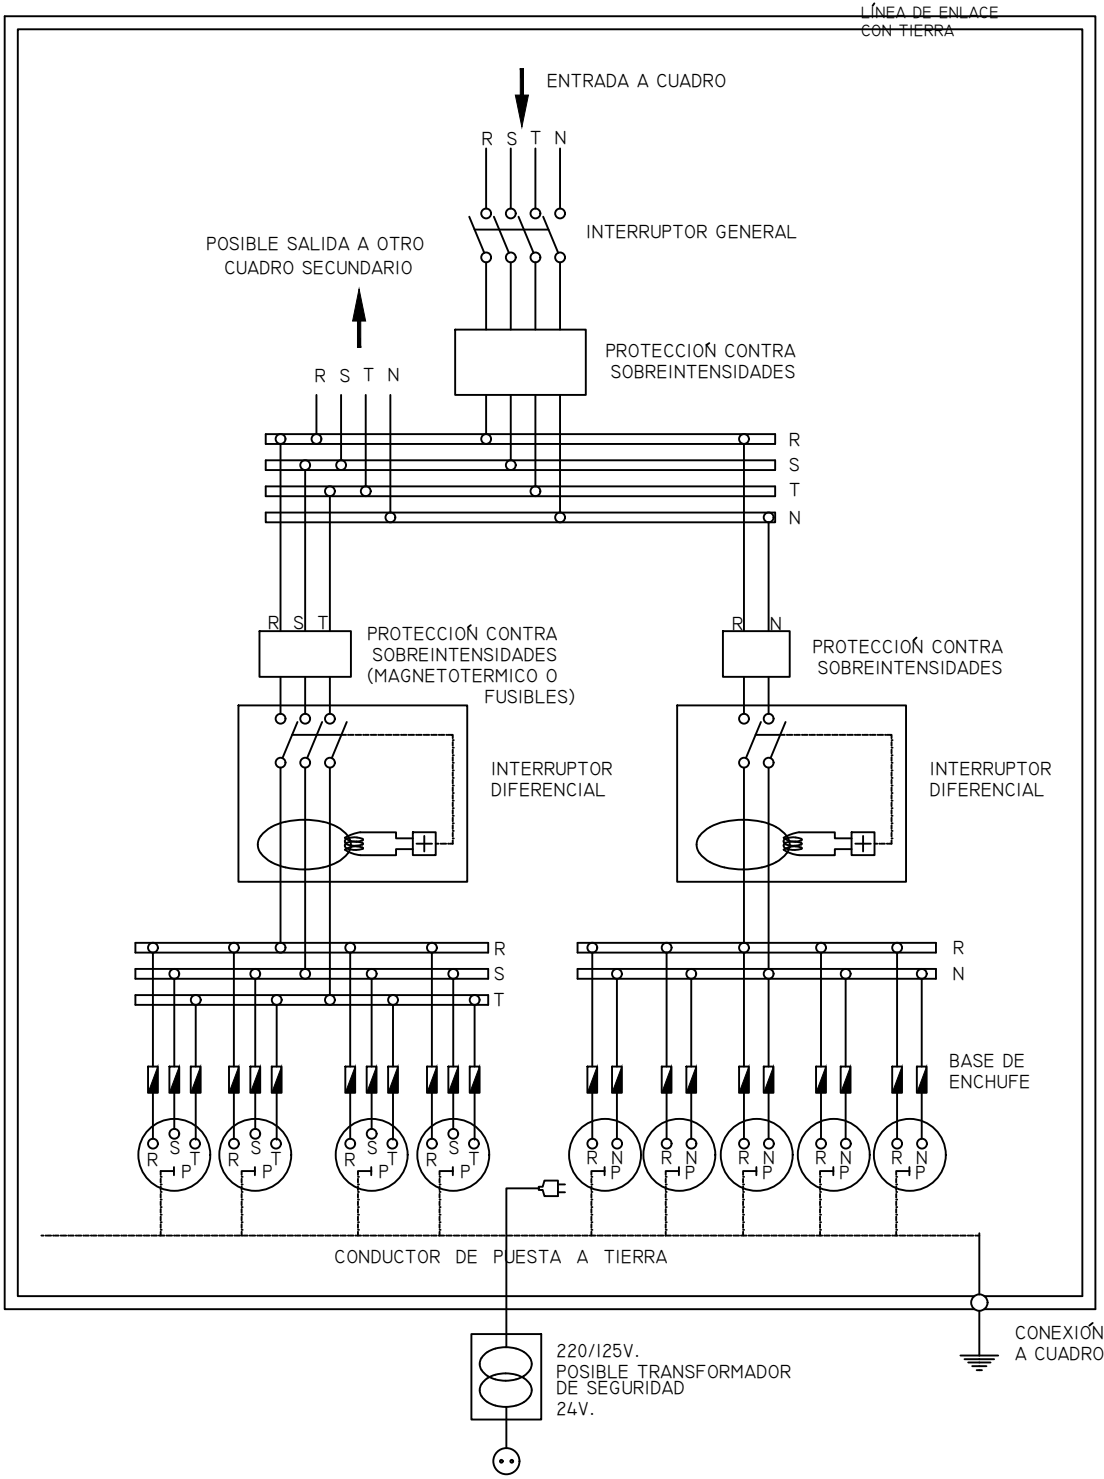 LÍNEA DE ENLACE
CON TIERRA
ENTRADA A CUADRO
R S T N
INTERRUPTOR GENERAL
POSIBLE SALIDA A OTRO
CUADRO SECUNDARIO
PROTECCIÓN CONTRA
SOBREINTENSIDADES
R S T N
R
S
T
N
R S T
PROTECCIÓN CONTRA
SOBREINTENSIDADES
(MAGNETOTERMICO O
FUSIBLES)
R N
PROTECCIÓN CONTRA
SOBREINTENSIDADES
INTERRUPTOR
DIFERENCIAL
INTERRUPTOR
DIFERENCIAL
R
S
T
R
N
BASE DE
ENCHUFE
R S T P
R S T P
R S T P
R S T P
R N P
R N P
R N P
R N P
R N P
CONDUCTOR DE PUESTA A TIERRA
CONEXIÓN
A CUADRO
220/125V.
POSIBLE TRANSFORMADOR
DE SEGURIDAD
24V.